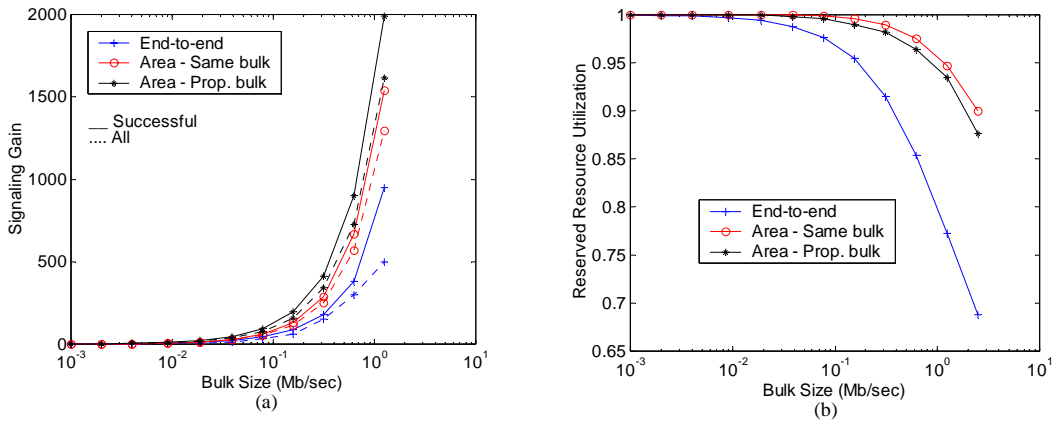 2000
1500
1000
500
0
Signaling Gain
End-to-end
Area - Same bulk
Area - Prop. bulk
__ Successful
.... All
10^-3
10^-2
10^-1
10^0
10^1
Bulk Size (Mb/sec)
(a)
1
0.95
0.9
0.85
0.8
0.75
0.7
0.65
Reserved Resource Utilization
End-to-end
Area - Same bulk
Area - Prop. bulk
10^-3
10^-2
10^-1
10^0
10^1
Bulk Size (Mb/sec)
(b)